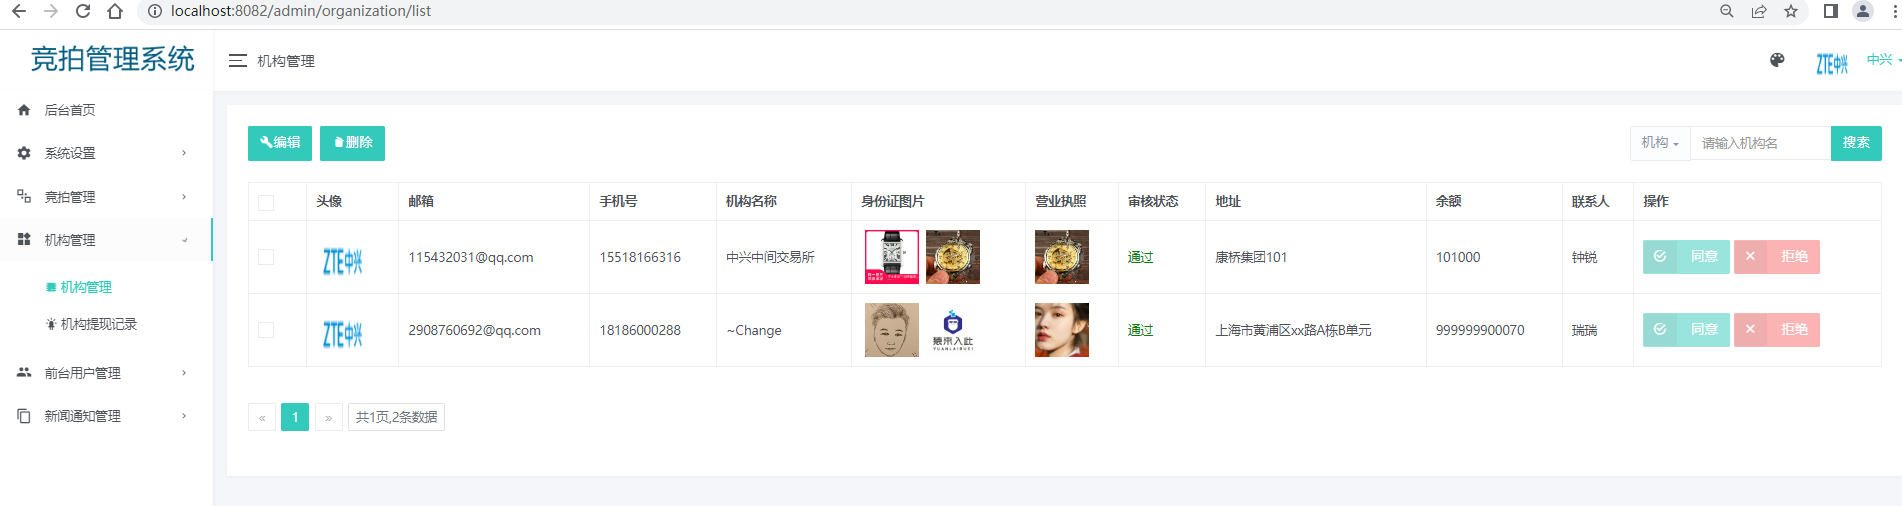 localhost:8082/admin/organization/list
竞拍管理系统
机构管理
ZTE中兴
中兴
后台首页
系统设置
竞拍管理
机构管理
机构管理
机构提现记录
前台用户管理
新闻通知管理
编辑
删除
机构
请输入机构名
搜索
头像 邮箱 手机号 机构名称 身份证图片 营业执照 审核状态 地址 余额 联系人 操作
ZTE中兴 115432031@qq.com 15518166316 中兴中间交易所 通过 康桥集团101 101000 钟锐 同意 拒绝
ZTE中兴 2908760692@qq.com 18186000288 ~Change 猿来入此 YUANLAIRUCI 通过 上海市黄浦区xx路A栋B单元 999999900070 瑞瑞 同意 拒绝
« 1 » 共1页,2条数据